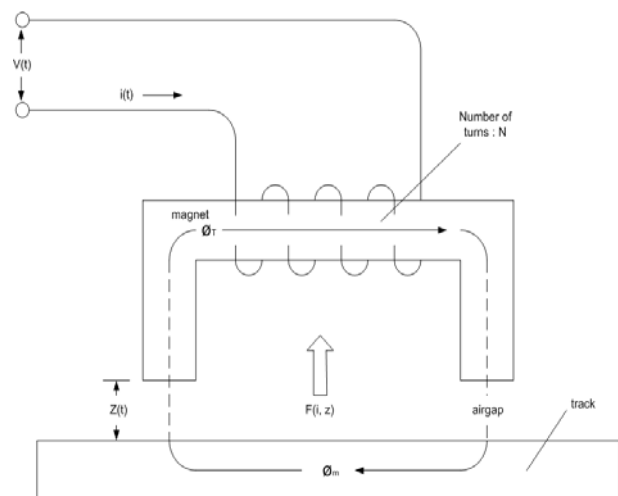 V(t)
i(t)
Number of
turns : N
magnet
ØT
Z(t)
F(i, z)
airgap
track
Øm